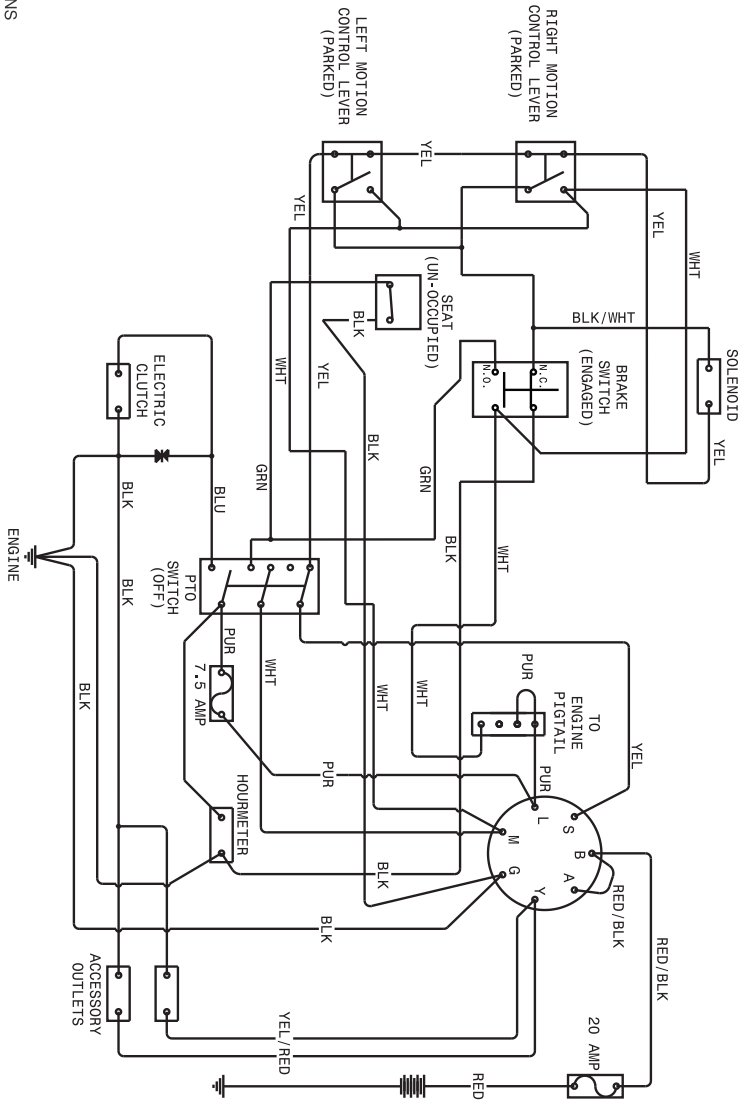 NS
LEFT MOTION
CONTROL LEVER
(PARKED)
RIGHT MOTION
CONTROL LEVER
(PARKED)
YEL
YEL
YEL
WHT
BLK/WHT
SOLENOID
YEL
SEAT
(UN-OCCUPIED)
BLK
BRAKE
SWITCH
(ENGAGED)
N.O.
N.C.
WHT
YEL
BLK
GRN
GRN
BLK
WHT
ELECTRIC
CLUTCH
BLK
BLU
BLK
ENGINE
PTO
SWITCH
(OFF)
PUR
7.5 AMP
WHT
WHT
WHT
PUR
TO
ENGINE
PIGTAIL
YEL
PUR
PUR
BLK
HOURMETER
BLK
BLK
L
S
B
A
Y
G
M
RED/BLK
RED/BLK
ACCESSORY
OUTLETS
YEL/RED
RED
20 AMP